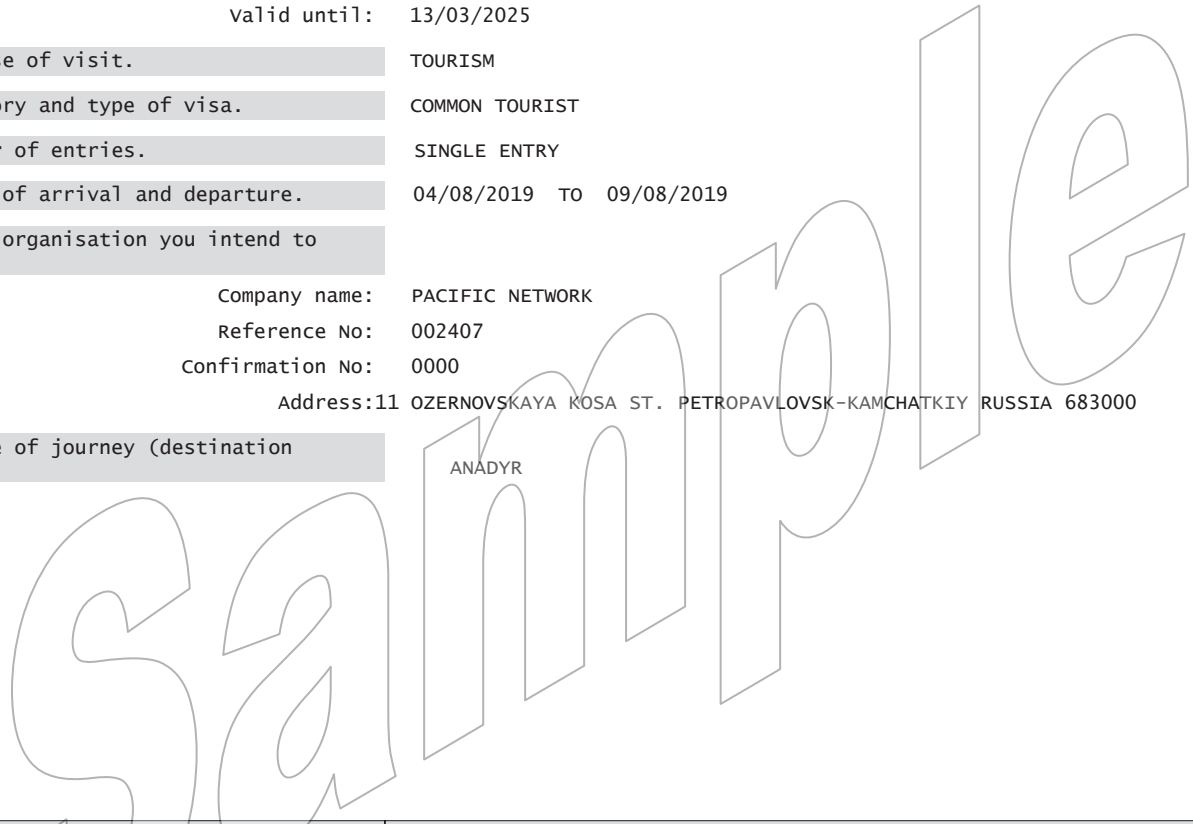 Valid until: 13/03/2025
se of visit. TOURISM
ory and type of visa. COMMON TOURIST
r of entries. SINGLE ENTRY
of arrival and departure. 04/08/2019 TO 09/08/2019
organisation you intend to
Company name: PACIFIC NETWORK
Reference No: 002407
Confirmation No: 0000
Address:11 OZERNOVSKAYA KOSA ST. PETROPAVLOVSK-KAMCHATKIY RUSSIA 683000
e of journey (destination
ANADYR
Sample